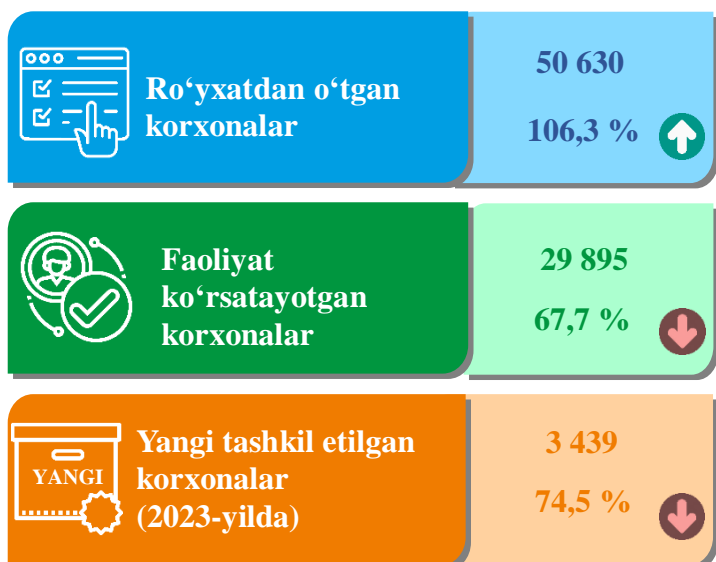 Ro‘yxatdan o‘tgan
korxonalar
50 630
106,3 %
Faoliyat
ko‘rsatayotgan
korxonalar
29 895
67,7 %
YANGI
Yangi tashkil etilgan
korxonalar
(2023-yilda)
3 439
74,5 %